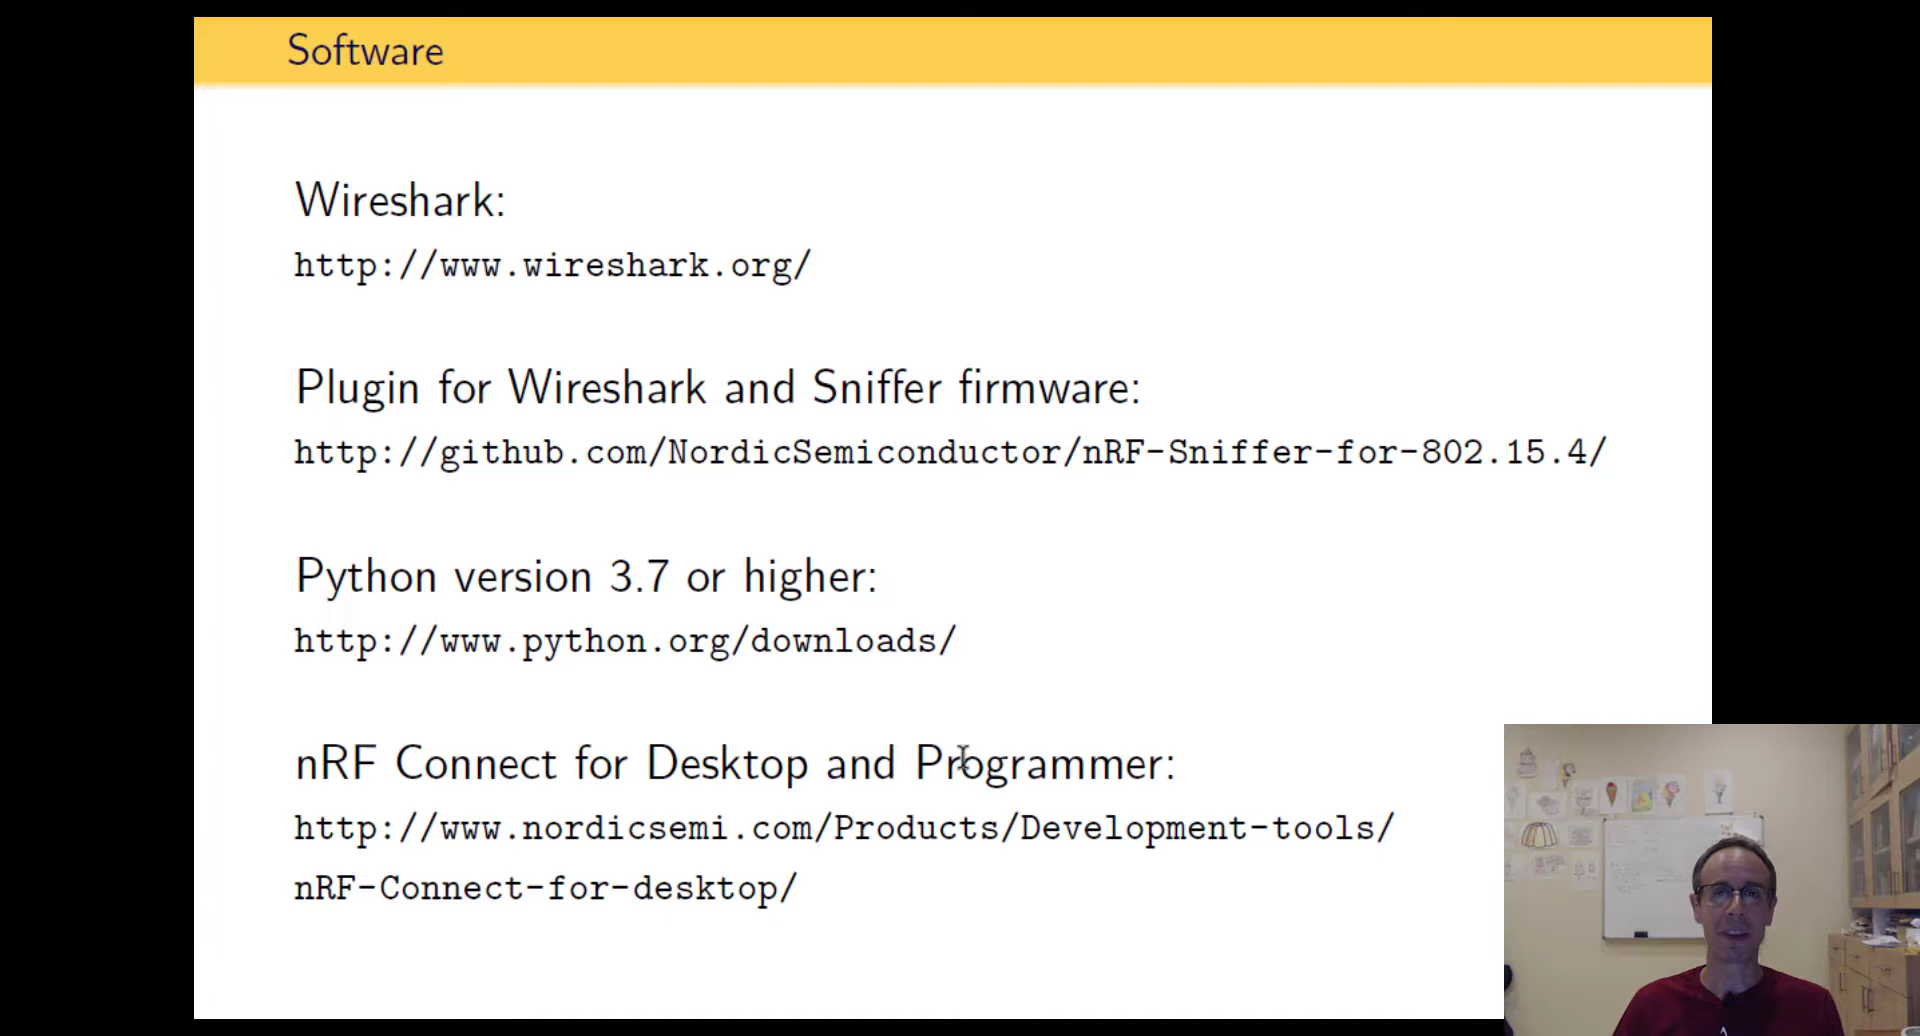 Software
Wireshark:
http://www.wireshark.org/
Plugin for Wireshark and Sniffer firmware:
http://github.com/NordicSemiconductor/nRF-Sniffer-for-802.15.4/
Python version 3.7 or higher:
http://www.python.org/downloads/
nRF Connect for Desktop and Programmer:
http://www.nordicsemi.com/Products/Development-tools/
nRF-Connect-for-desktop/